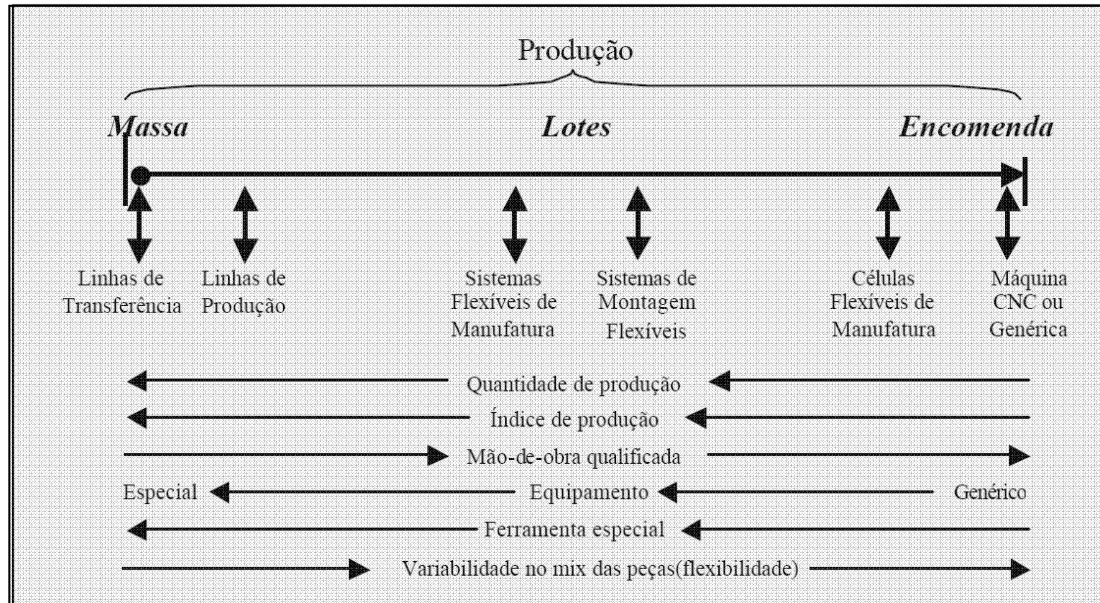 Produção
Massa Lotes Encomenda
Linhas de
Transferência
Linhas de
Produção
Sistemas
Flexíveis de
Manufatura
Sistemas de
Montagem
Flexíveis
Células
Flexíveis de
Manufatura
Máquina
CNC ou
Genérica
Quantidade de produção
Índice de produção
Mão-de-obra qualificada
Especial Equipamento Genérico
Ferramenta especial
Variabilidade no mix das peças(flexibilidade)